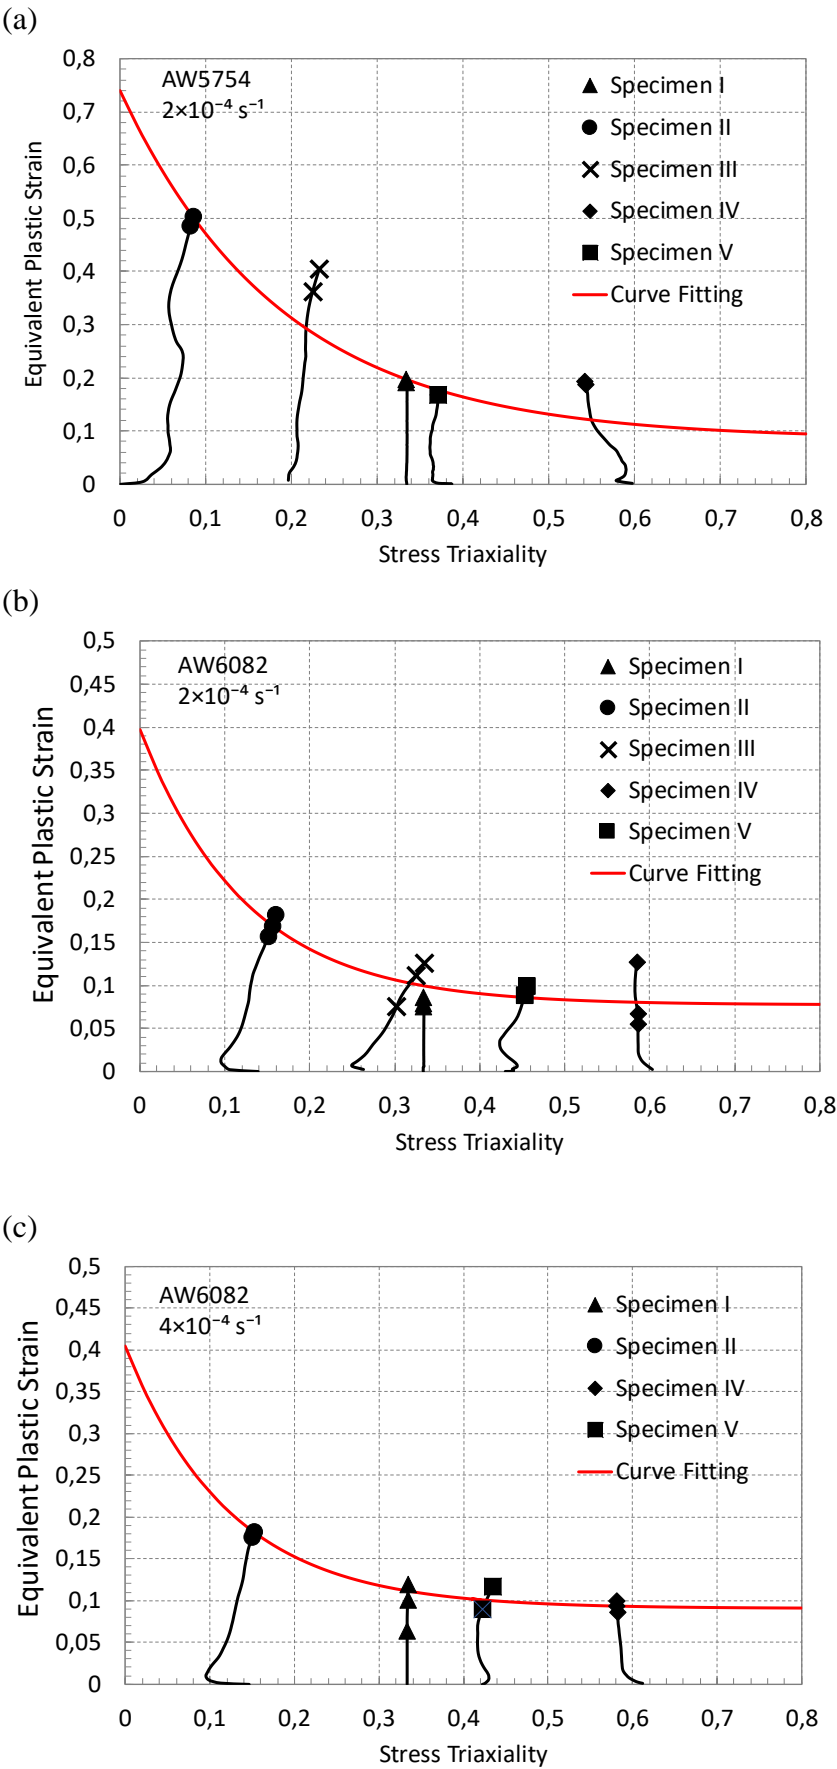 (a)
0,8
0,7
0,6
0,5
0,4
0,3
0,2
0,1
0
Equivalent Plastic Strain
AW5754
2×10⁻⁴ s⁻¹
Specimen I
Specimen II
Specimen III
Specimen IV
Specimen V
Curve Fitting
0 0,1 0,2 0,3 0,4 0,5 0,6 0,7 0,8
Stress Triaxiality
(b)
0,5
0,45
0,4
0,35
0,3
0,25
0,2
0,15
0,1
0,05
0
Equivalent Plastic Strain
AW6082
2×10⁻⁴ s⁻¹
Specimen I
Specimen II
Specimen III
Specimen IV
Specimen V
Curve Fitting
0 0,1 0,2 0,3 0,4 0,5 0,6 0,7 0,8
Stress Triaxiality
(c)
0,5
0,45
0,4
0,35
0,3
0,25
0,2
0,15
0,1
0,05
0
Equivalent Plastic Strain
AW6082
4×10⁻⁴ s⁻¹
Specimen I
Specimen II
Specimen IV
Specimen V
Curve Fitting
0 0,1 0,2 0,3 0,4 0,5 0,6 0,7 0,8
Stress Triaxiality